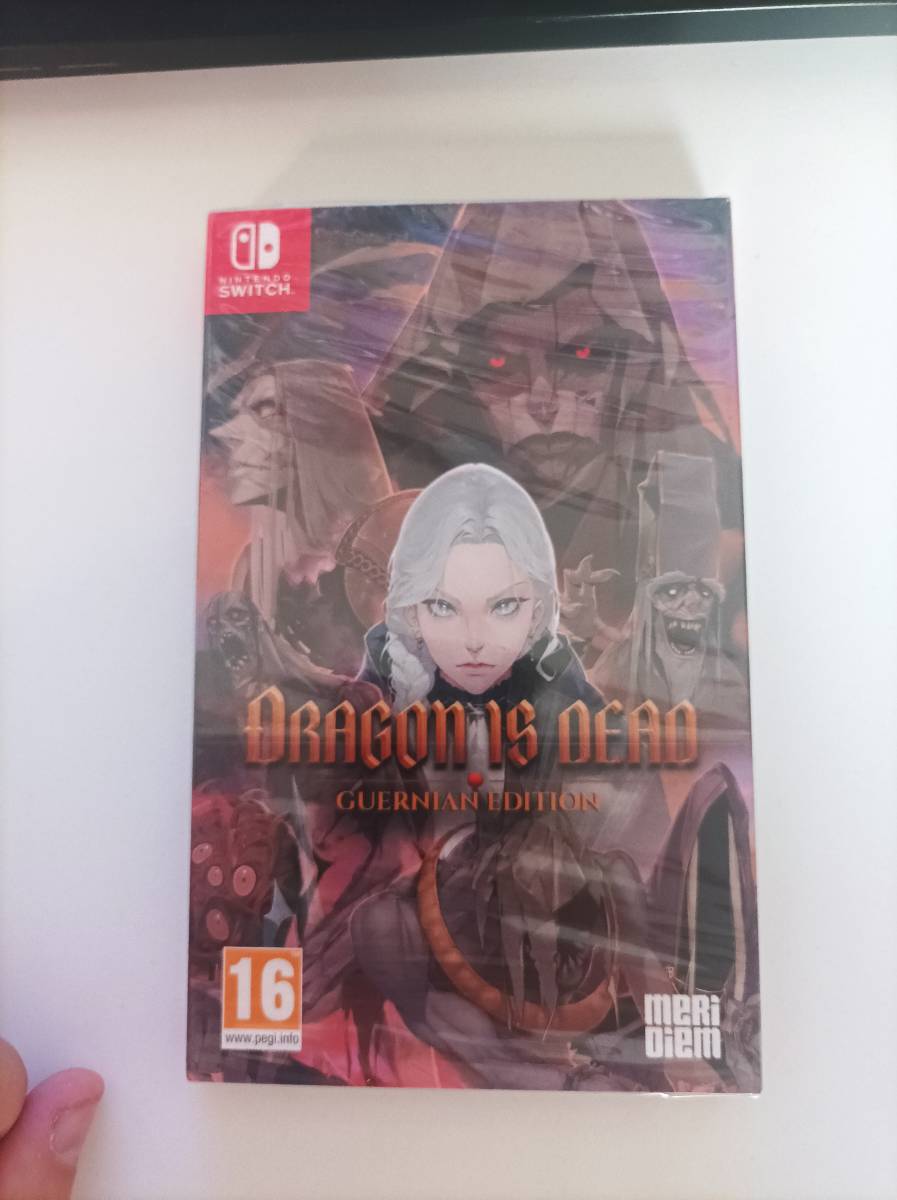 NINTENDO
SWITCH
DRAGON IS DEAD
GUERNIAN EDITION
16
www.pegi.info
MERI
DIEM